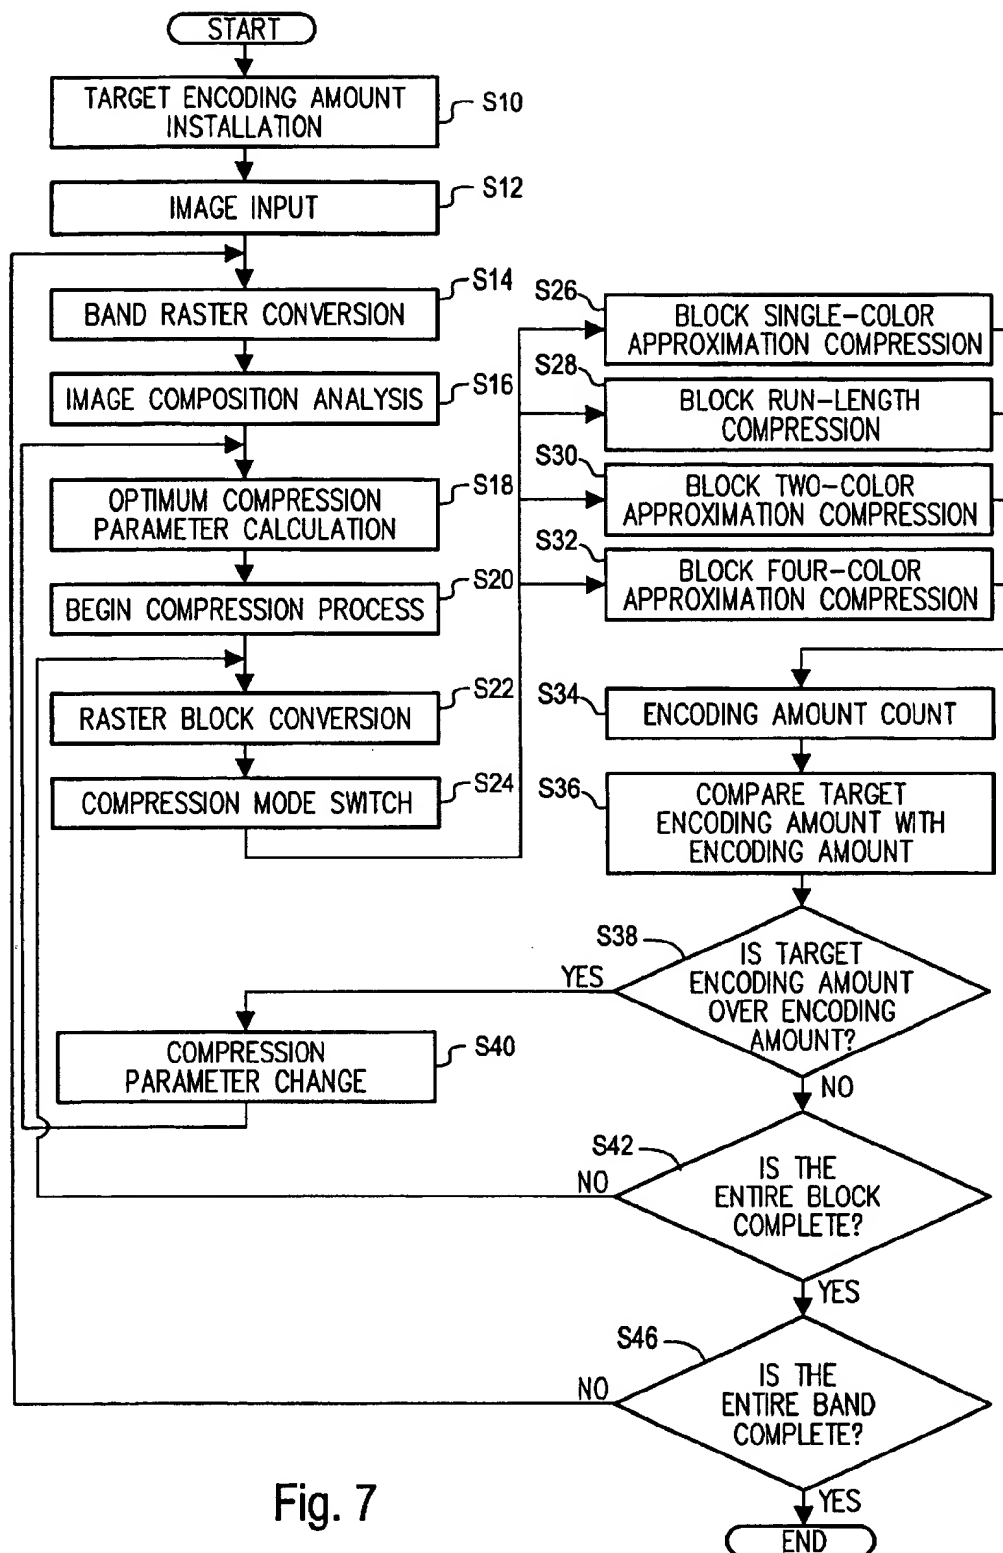 START
TARGET ENCODING AMOUNT
INSTALLATION
S10
IMAGE INPUT
S12
BAND RASTER CONVERSION
S14
IMAGE COMPOSITION ANALYSIS
S16
OPTIMUM COMPRESSION
PARAMETER CALCULATION
S18
BEGIN COMPRESSION PROCESS
S20
RASTER BLOCK CONVERSION
S22
COMPRESSION MODE SWITCH
S24
S26
BLOCK SINGLE-COLOR
APPROXIMATION COMPRESSION
S28
BLOCK RUN-LENGTH
COMPRESSION
S30
BLOCK TWO-COLOR
APPROXIMATION COMPRESSION
S32
BLOCK FOUR-COLOR
APPROXIMATION COMPRESSION
S34
ENCODING AMOUNT COUNT
S36
COMPARE TARGET
ENCODING AMOUNT WITH
ENCODING AMOUNT
S38
IS TARGET
ENCODING AMOUNT
OVER ENCODING
AMOUNT?
YES
NO
COMPRESSION
PARAMETER CHANGE
S40
S42
IS THE
ENTIRE BLOCK
COMPLETE?
NO
YES
S46
IS THE
ENTIRE BAND
COMPLETE?
NO
YES
END
Fig. 7